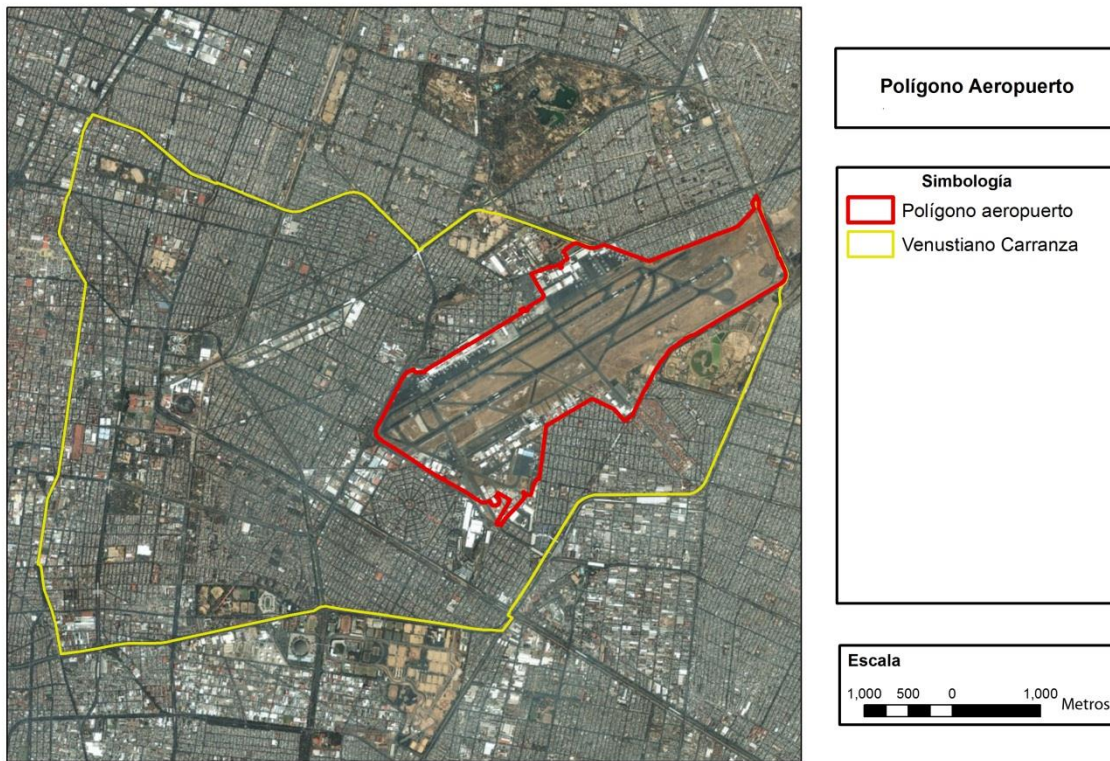 Polígono Aeropuerto
Simbología
Polígono aeropuerto
Venustiano Carranza
Escala
1,000 500 0 1,000 Metros